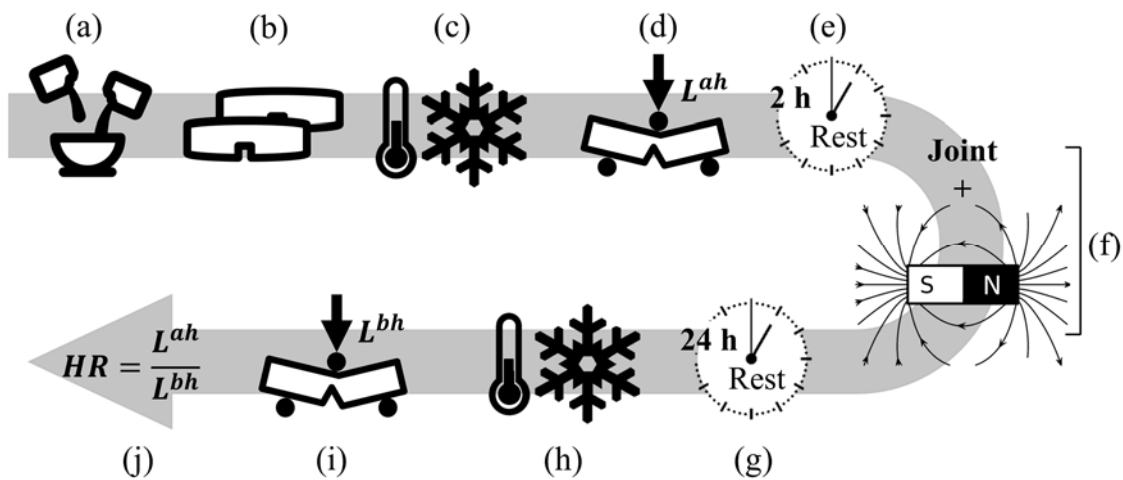 (a)
(b)
(c)
(d)
(e)
L^{ah}
2 h
Rest
Joint
+
(f)
S N
24 h
Rest
L^{bh}
HR = L^{ah} / L^{bh}
(j)
(i)
(h)
(g)